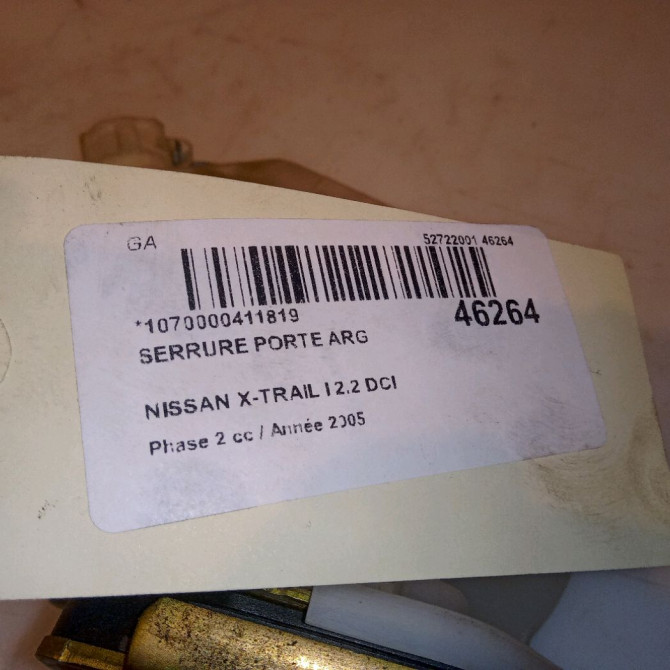 GA
52722001 46264
*1070000411819
46264
SERRURE PORTE ARG
NISSAN X-TRAIL I 2.2 DCI
Phase 2 cc / Année 2005